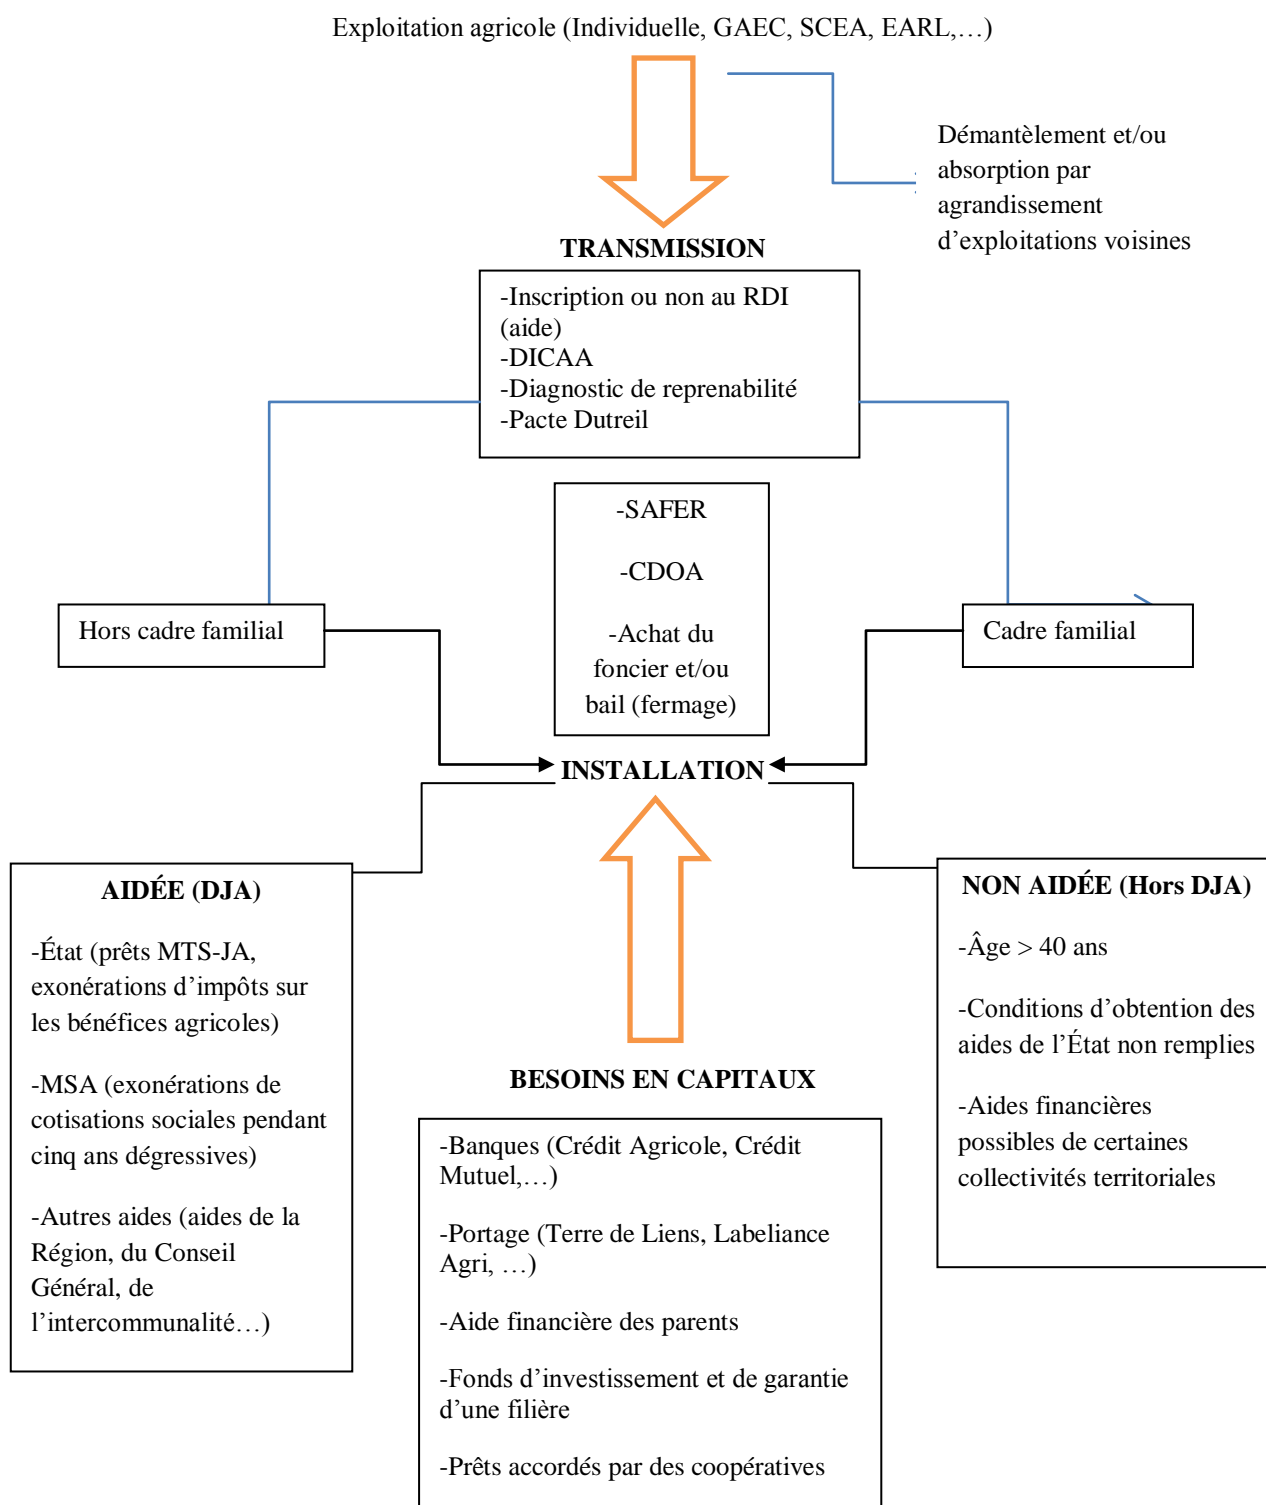 Exploitation agricole (Individuelle, GAEC, SCEA, EARL,…)
Démantèlement et/ou
absorption par
agrandissement
d’exploitations voisines
TRANSMISSION
-Inscription ou non au RDI
(aide)
-DICAA
-Diagnostic de reprenabilité
-Pacte Dutreil
-SAFER
-CDOA
-Achat du
foncier et/ou
bail (fermage)
Hors cadre familial
Cadre familial
INSTALLATION
AIDÉE (DJA)
-État (prêts MTS-JA,
exonérations d’impôts sur
les bénéfices agricoles)
-MSA (exonérations de
cotisations sociales pendant
cinq ans dégressives)
-Autres aides (aides de la
Région, du Conseil
Général, de
l’intercommunalité…)
NON AIDÉE (Hors DJA)
-Âge > 40 ans
-Conditions d’obtention des
aides de l’État non remplies
-Aides financières
possibles de certaines
collectivités territoriales
BESOINS EN CAPITAUX
-Banques (Crédit Agricole, Crédit
Mutuel,…)
-Portage (Terre de Liens, Labeliance
Agri, …)
-Aide financière des parents
-Fonds d’investissement et de garantie
d’une filière
-Prêts accordés par des coopératives